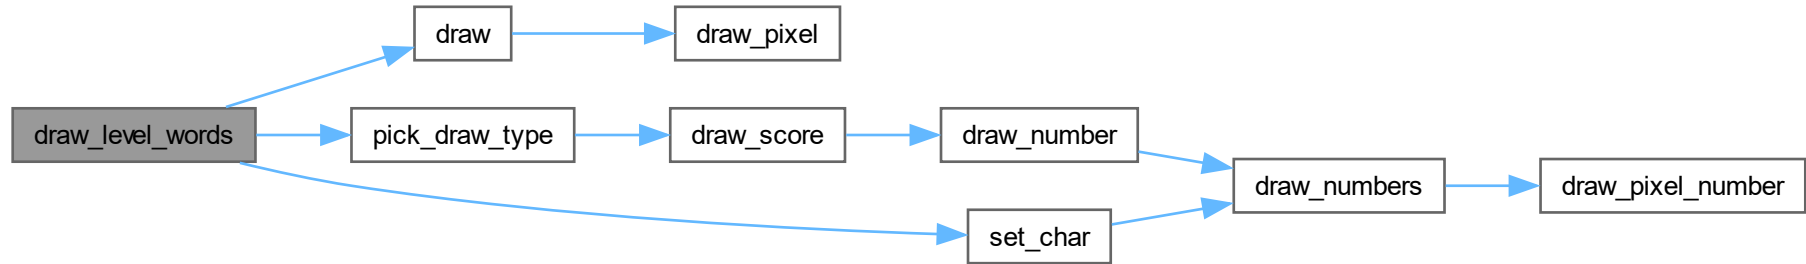 draw
draw_pixel
draw_level_words
pick_draw_type
draw_score
draw_number
draw_numbers
draw_pixel_number
set_char